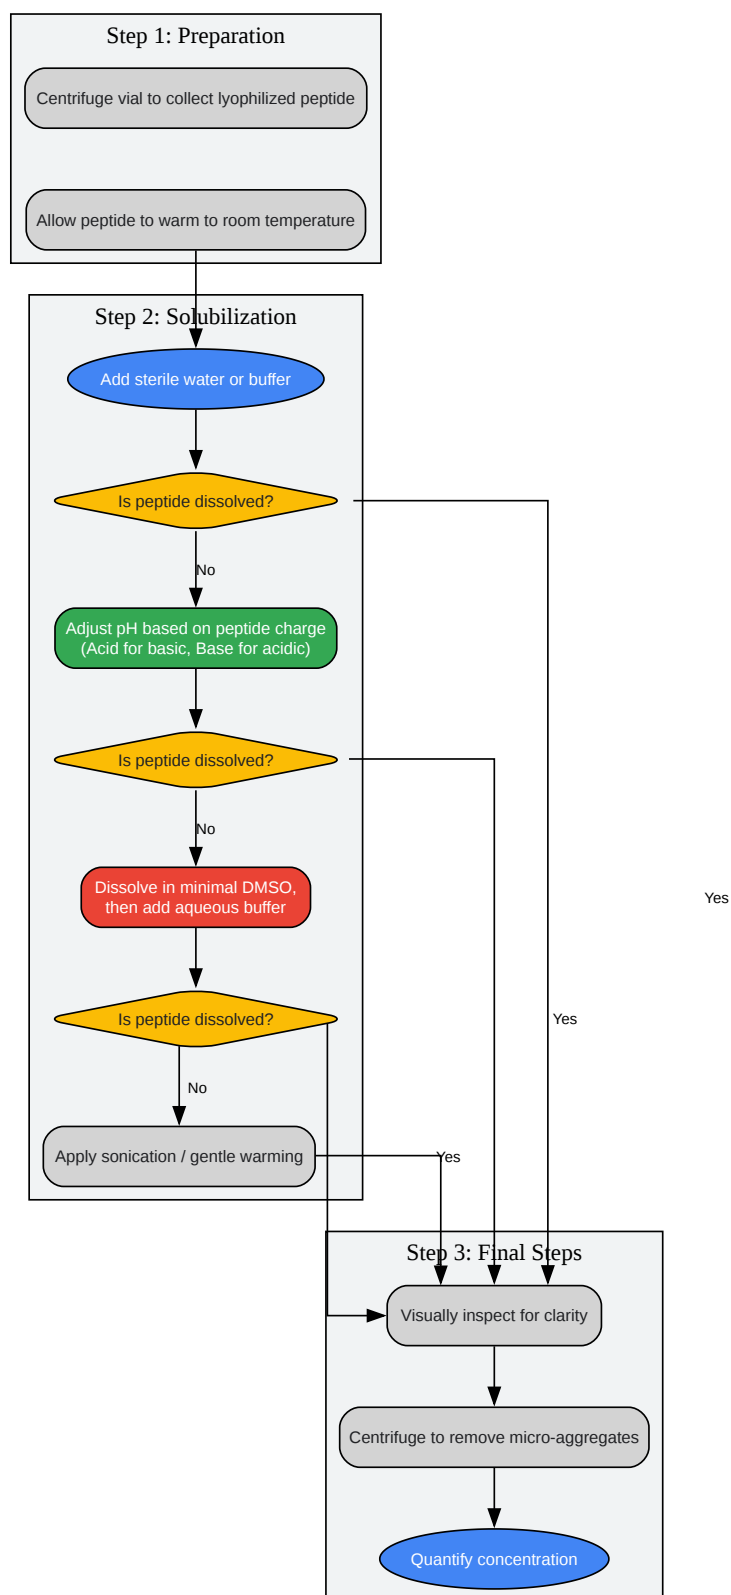 Step 1: Preparation
Centrifuge vial to collect lyophilized peptide
Allow peptide to warm to room temperature
Step 2: Solubilization
Add sterile water or buffer
Is peptide dissolved?
No
Adjust pH based on peptide charge
(Acid for basic, Base for acidic)
Is peptide dissolved?
No
Dissolve in minimal DMSO,
then add aqueous buffer
Yes
Is peptide dissolved?
Yes
No
Apply sonication / gentle warming
Yes
Step 3: Final Steps
Visually inspect for clarity
Centrifuge to remove micro-aggregates
Quantify concentration